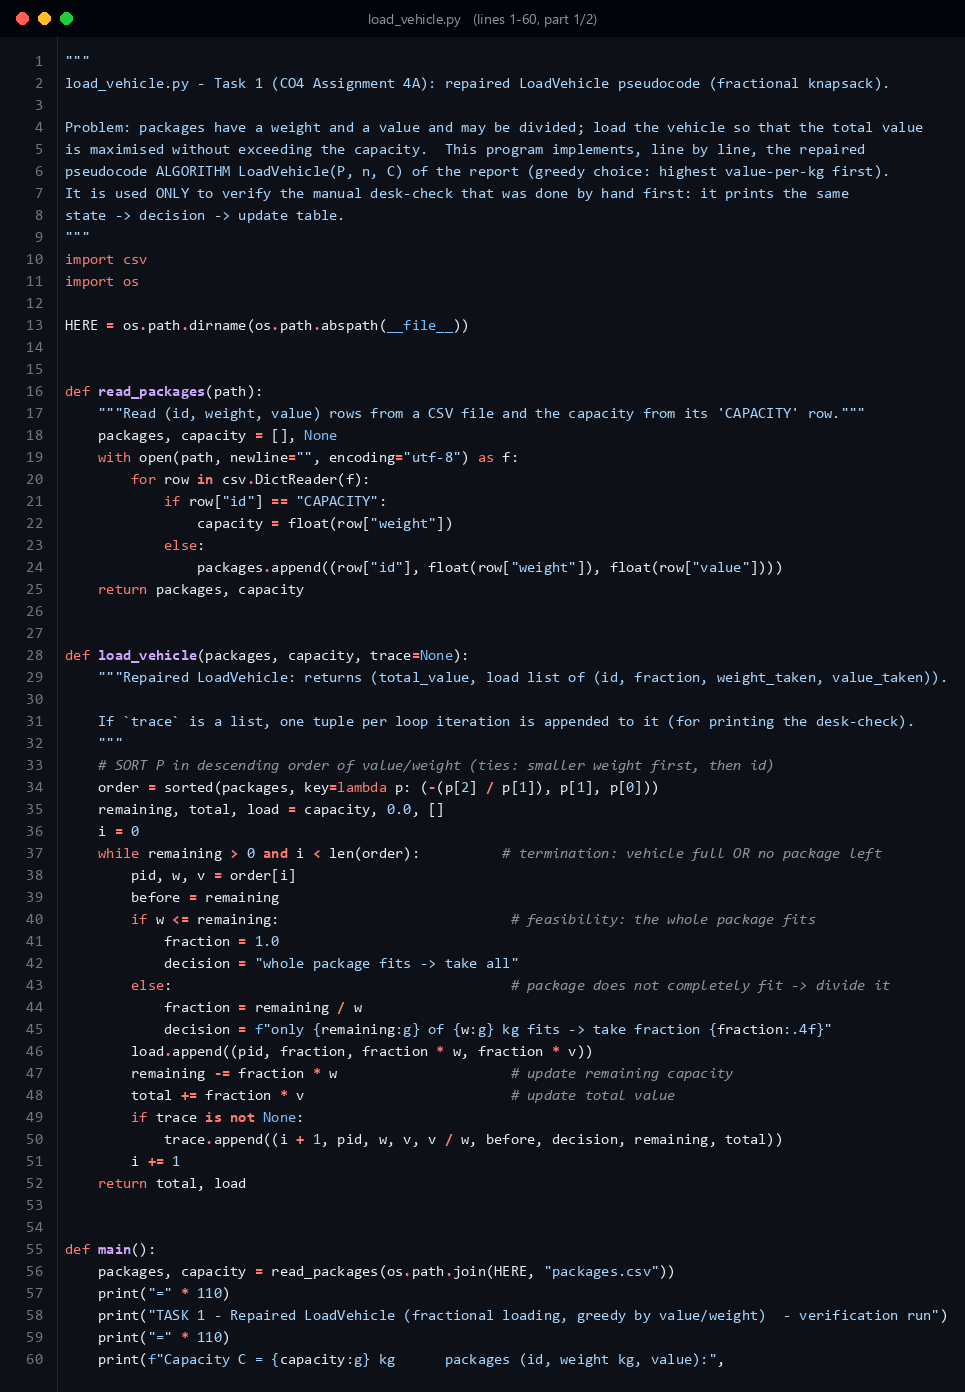 load_vehicle.py   (lines 1-60, part 1/2)
1 """
2 load_vehicle.py - Task 1 (CO4 Assignment 4A): repaired LoadVehicle pseudocode (fractional knapsack).
3
4 Problem: packages have a weight and a value and may be divided; load the vehicle so that the total value
5 is maximised without exceeding the capacity.  This program implements, line by line, the repaired
6 pseudocode ALGORITHM LoadVehicle(P, n, C) of the report (greedy choice: highest value-per-kg first).
7 It is used ONLY to verify the manual desk-check that was done by hand first: it prints the same
8 state -> decision -> update table.
9 """
10 import csv
11 import os
12
13 HERE = os.path.dirname(os.path.abspath(__file__))
14
15
16 def read_packages(path):
17     """Read (id, weight, value) rows from a CSV file and the capacity from its 'CAPACITY' row."""
18     packages, capacity = [], None
19     with open(path, newline="", encoding="utf-8") as f:
20         for row in csv.DictReader(f):
21             if row["id"] == "CAPACITY":
22                 capacity = float(row["weight"])
23             else:
24                 packages.append((row["id"], float(row["weight"]), float(row["value"])))
25     return packages, capacity
26
27
28 def load_vehicle(packages, capacity, trace=None):
29     """Repaired LoadVehicle: returns (total_value, load list of (id, fraction, weight_taken, value_taken)).
30
31     If `trace` is a list, one tuple per loop iteration is appended to it (for printing the desk-check).
32     """
33     # SORT P in descending order of value/weight (ties: smaller weight first, then id)
34     order = sorted(packages, key=lambda p: (-(p[2] / p[1]), p[1], p[0]))
35     remaining, total, load = capacity, 0.0, []
36     i = 0
37     while remaining > 0 and i < len(order):          # termination: vehicle full OR no package left
38         pid, w, v = order[i]
39         before = remaining
40         if w <= remaining:                            # feasibility: the whole package fits
41             fraction = 1.0
42             decision = "whole package fits -> take all"
43         else:                                         # package does not completely fit -> divide it
44             fraction = remaining / w
45             decision = f"only {remaining:g} of {w:g} kg fits -> take fraction {fraction:.4f}"
46         load.append((pid, fraction, fraction * w, fraction * v))
47         remaining -= fraction * w                     # update remaining capacity
48         total += fraction * v                         # update total value
49         if trace is not None:
50             trace.append((i + 1, pid, w, v, v / w, before, decision, remaining, total))
51         i += 1
52     return total, load
53
54
55 def main():
56     packages, capacity = read_packages(os.path.join(HERE, "packages.csv"))
57     print("=" * 110)
58     print("TASK 1 - Repaired LoadVehicle (fractional loading, greedy by value/weight)  - verification run")
59     print("=" * 110)
60     print(f"Capacity C = {capacity:g} kg      packages (id, weight kg, value):",